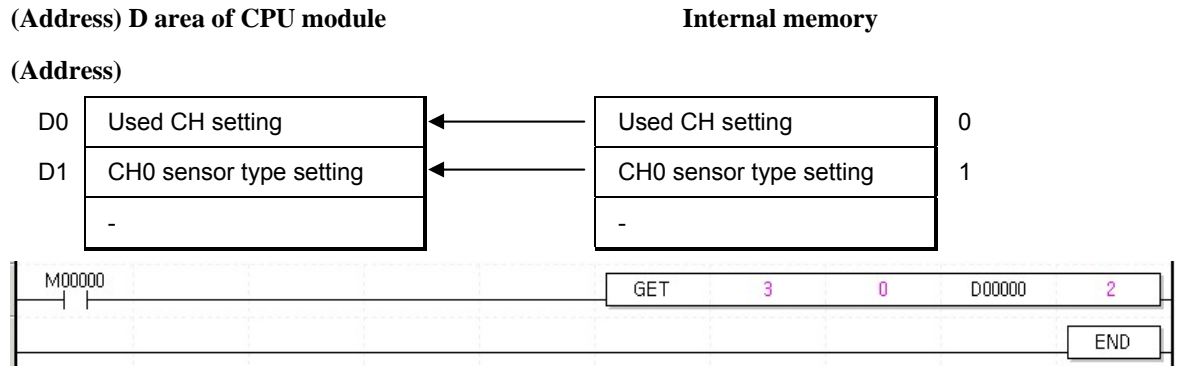 (Address) D area of CPU module Internal memory
(Address)
D0 Used CH setting Used CH setting 0
D1 CH0 sensor type setting CH0 sensor type setting 1
- -
M00000 GET 3 0 D00000 2
END